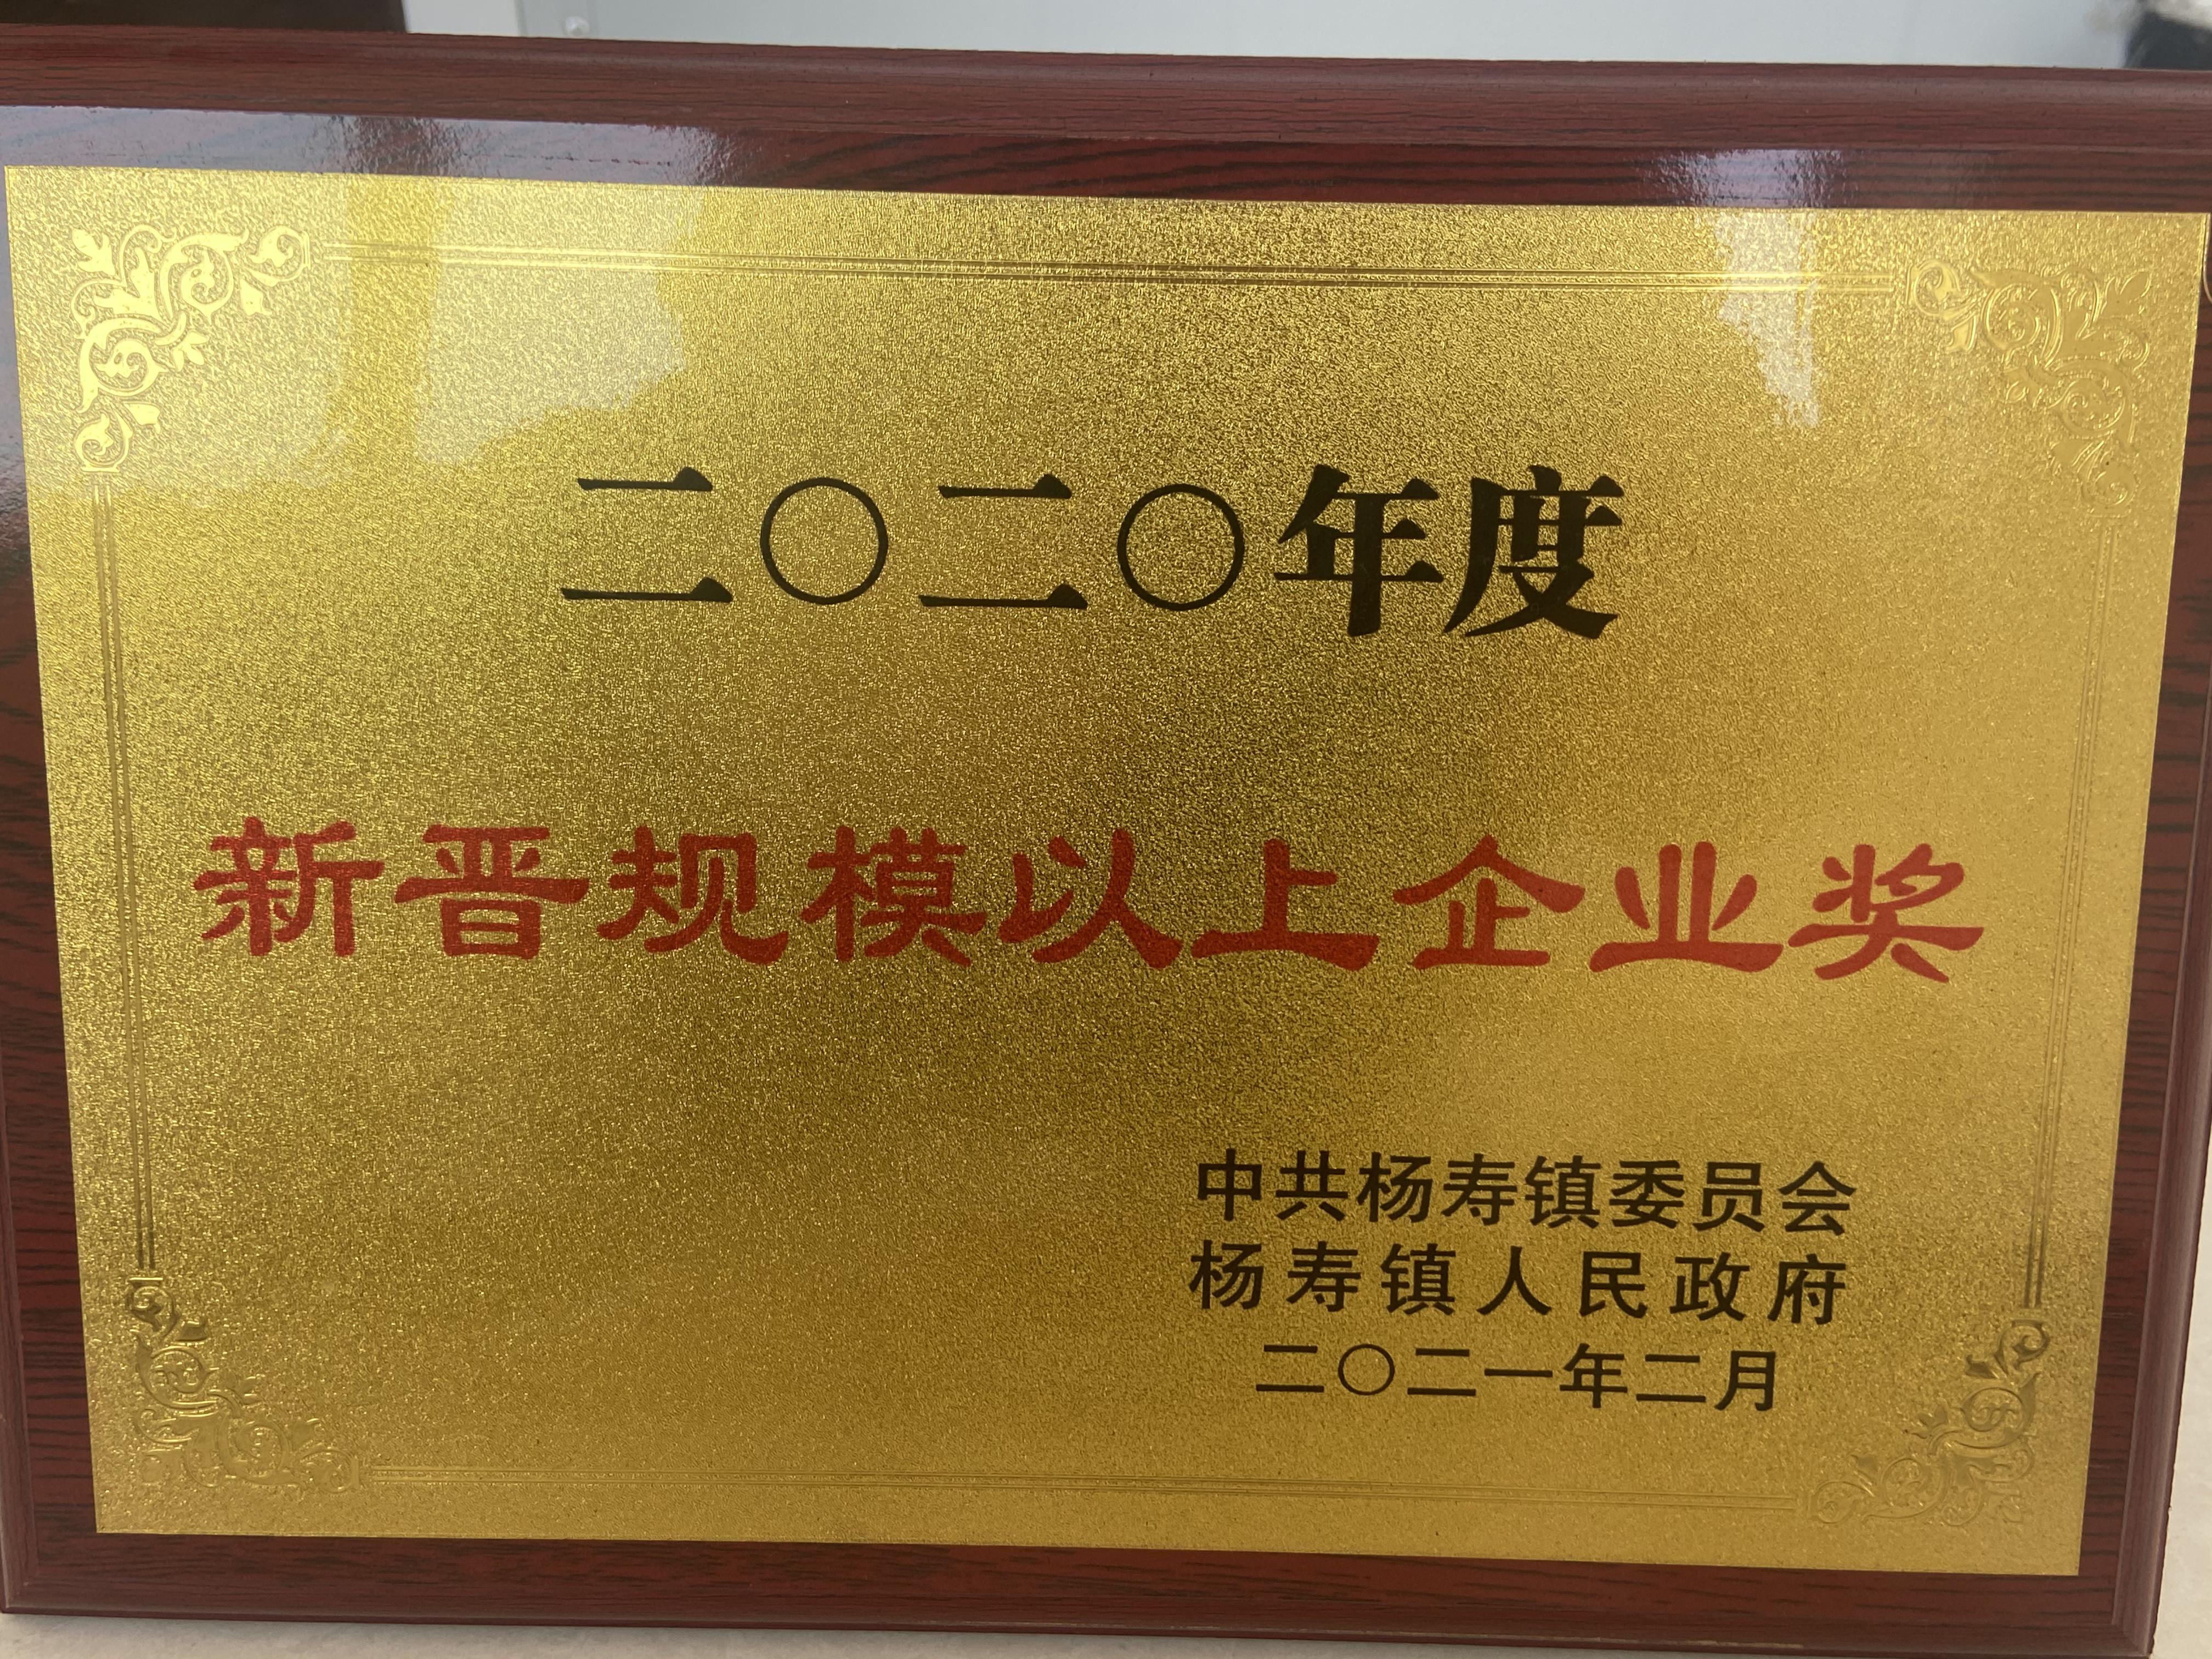 二〇二〇年度
新晋规模以上企业奖
中共杨寿镇委员会
杨寿镇人民政府
二〇二一年二月